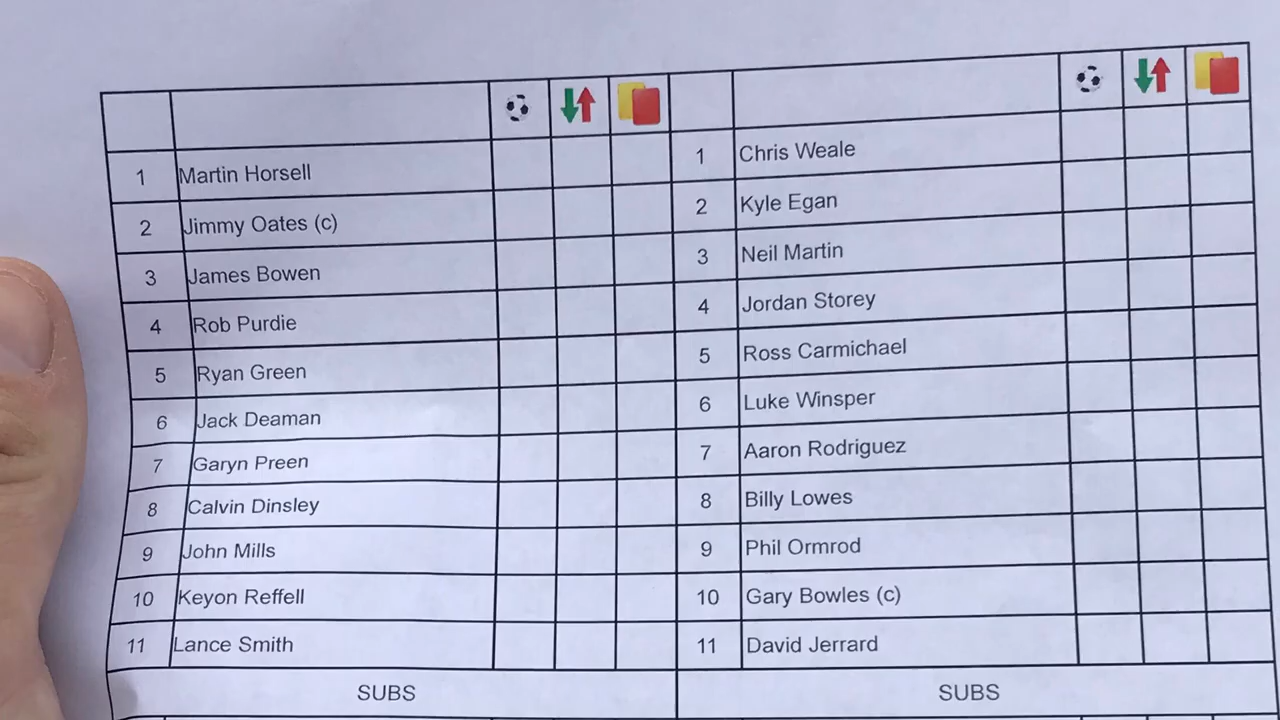 1 Martin Horsell 1 Chris Weale
2 Jimmy Oates (c) 2 Kyle Egan
3 James Bowen 3 Neil Martin
4 Rob Purdie 4 Jordan Storey
5 Ryan Green 5 Ross Carmichael
6 Jack Deaman 6 Luke Winsper
7 Garyn Preen 7 Aaron Rodriguez
8 Calvin Dinsley 8 Billy Lowes
9 John Mills 9 Phil Ormrod
10 Keyon Reffell 10 Gary Bowles (c)
11 Lance Smith 11 David Jerrard
SUBS SUBS